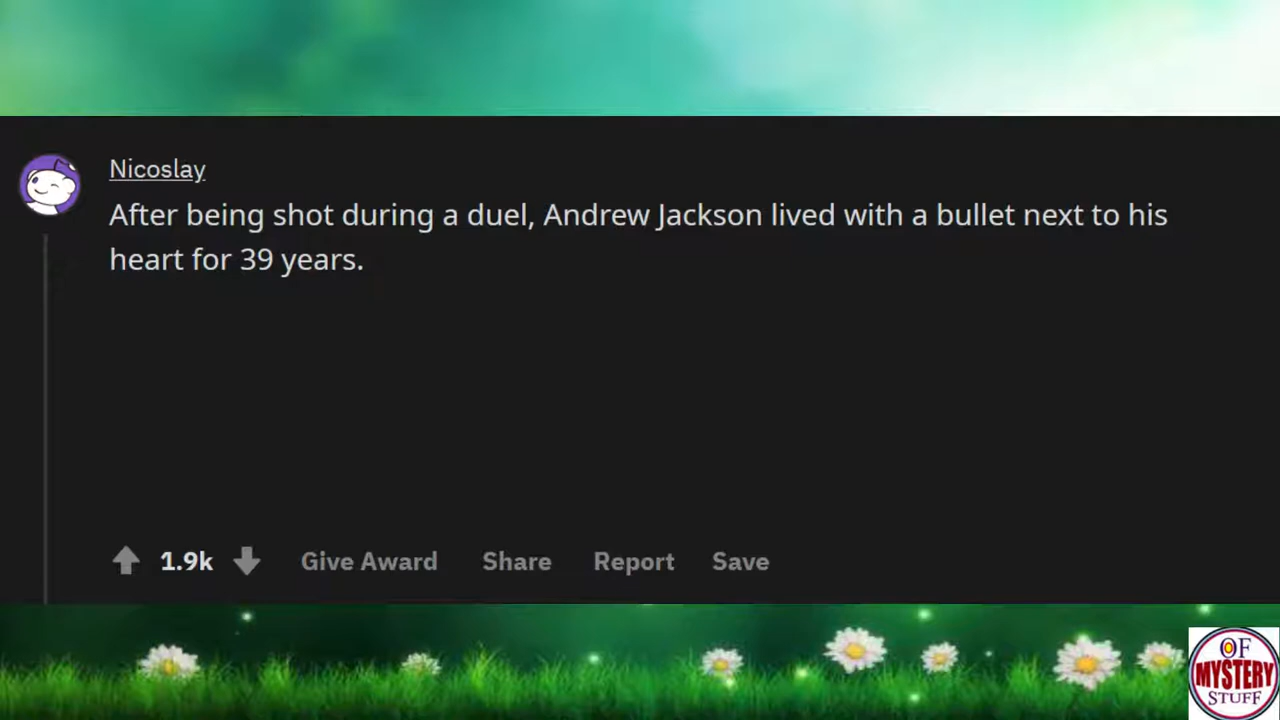 Nicoslay
After being shot during a duel, Andrew Jackson lived with a bullet next to his
heart for 39 years.
1.9k Give Award Share Report Save
OF
MYSTERY
STUFF